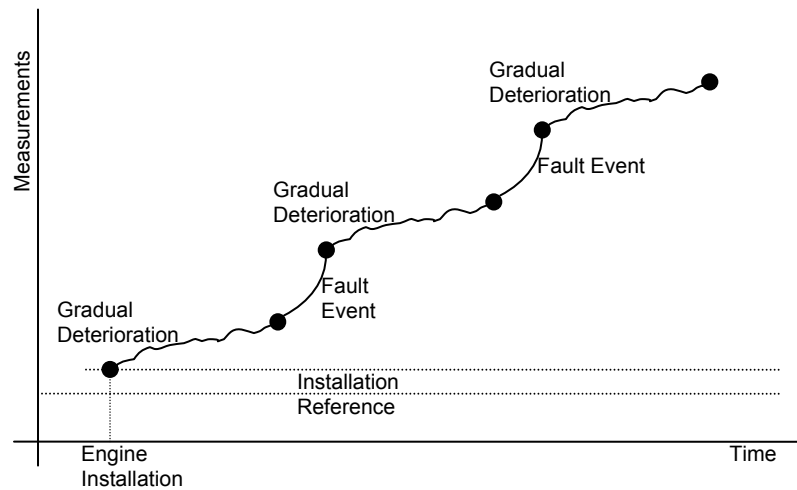 Measurements
Gradual
Deterioration
Fault Event
Gradual
Deterioration
Fault
Event
Gradual
Deterioration
Installation
Reference
Engine
Installation
Time